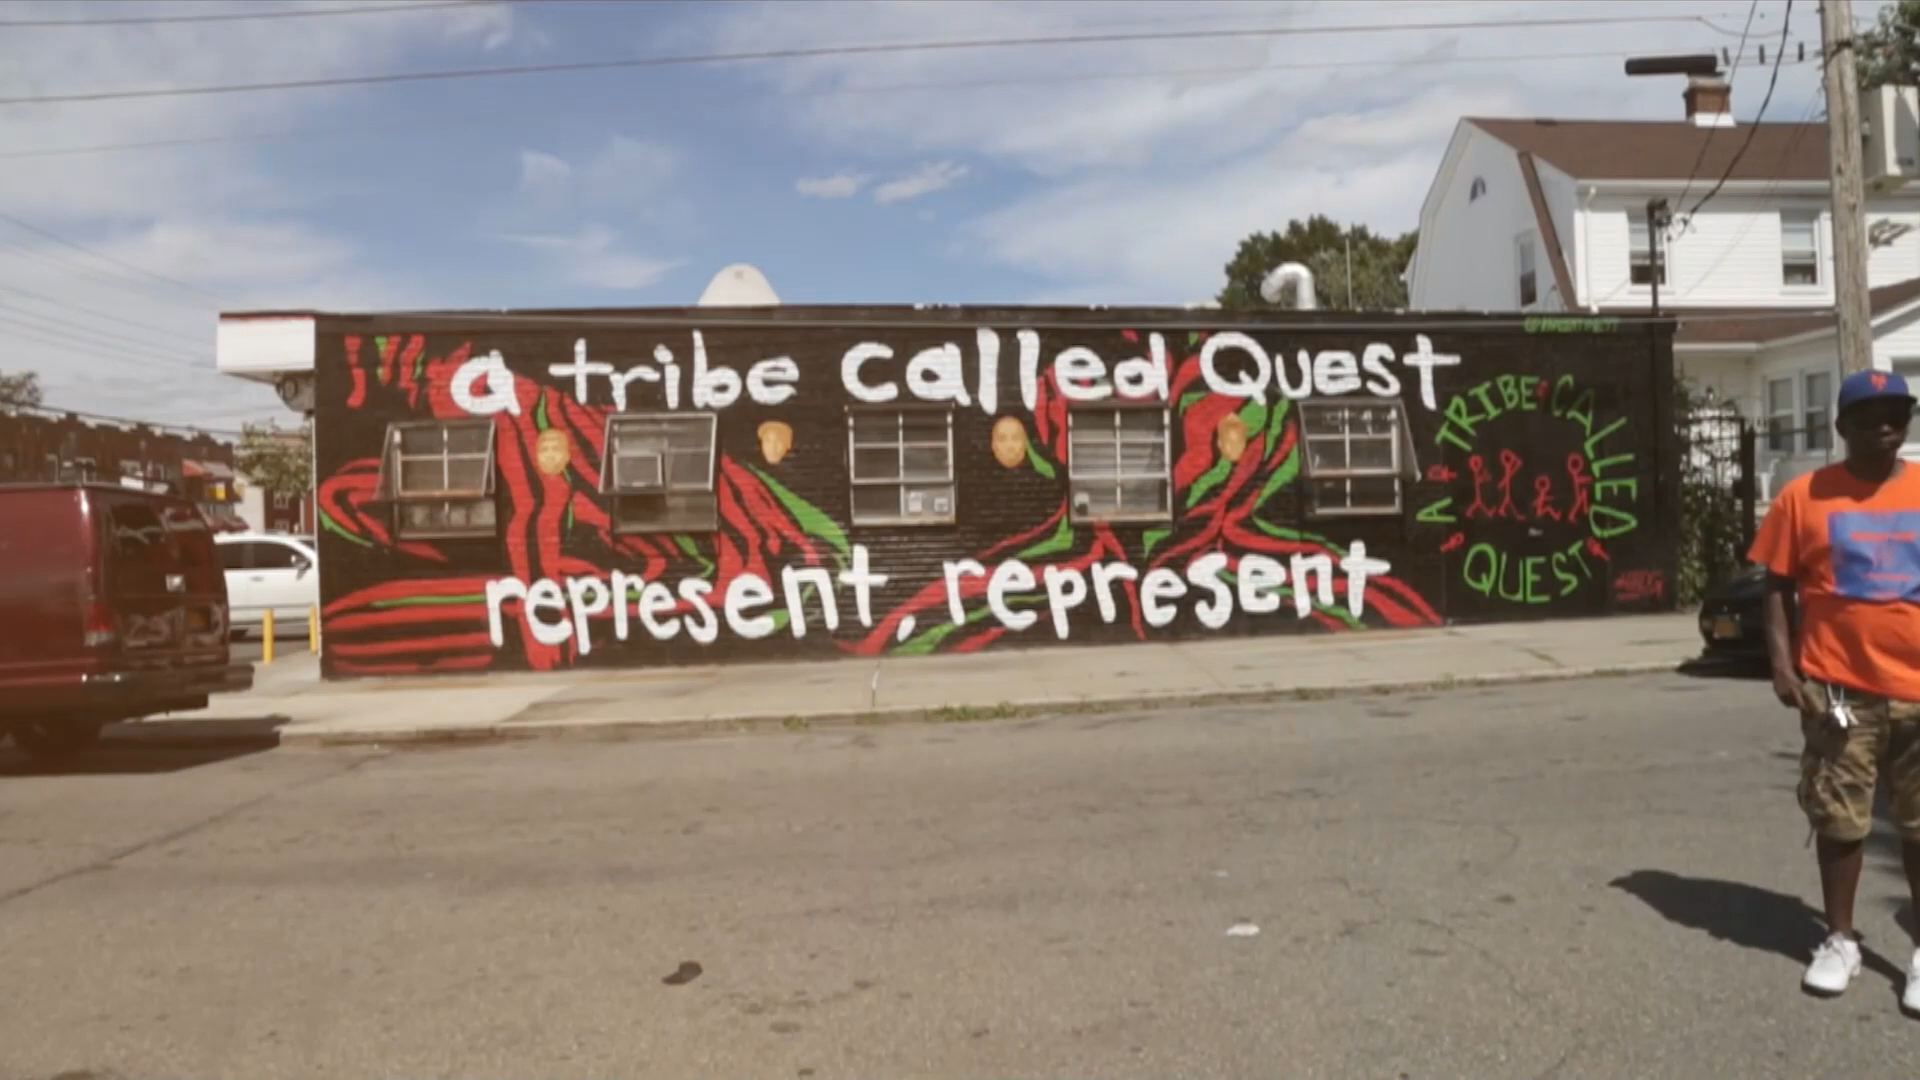 a tribe called Quest
represent, represent
A TRIBE CALLED
QUEST